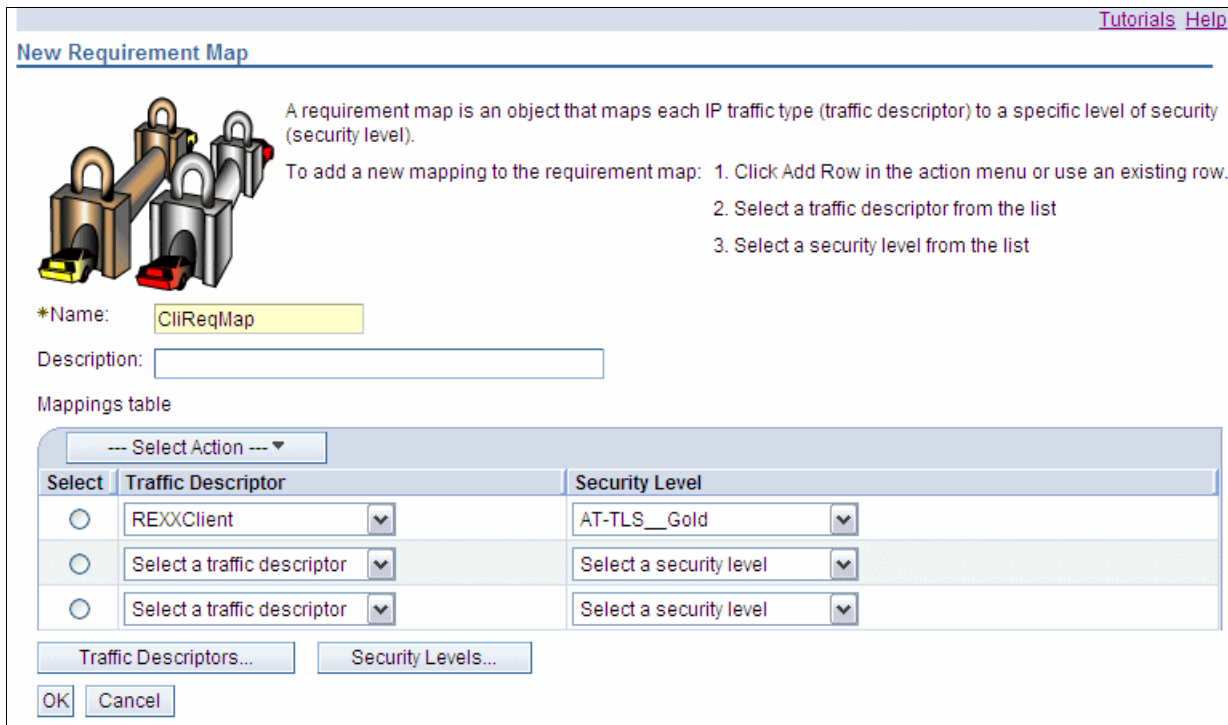 Tutorials Help
New Requirement Map
A requirement map is an object that maps each IP traffic type (traffic descriptor) to a specific level of security
(security level).
To add a new mapping to the requirement map: 1. Click Add Row in the action menu or use an existing row.
2. Select a traffic descriptor from the list
3. Select a security level from the list
*Name: CliReqMap
Description:
Mappings table
--- Select Action ---
Select Traffic Descriptor Security Level
REXXClient AT-TLS__Gold
Select a traffic descriptor Select a security level
Select a traffic descriptor Select a security level
Traffic Descriptors... Security Levels...
OK Cancel